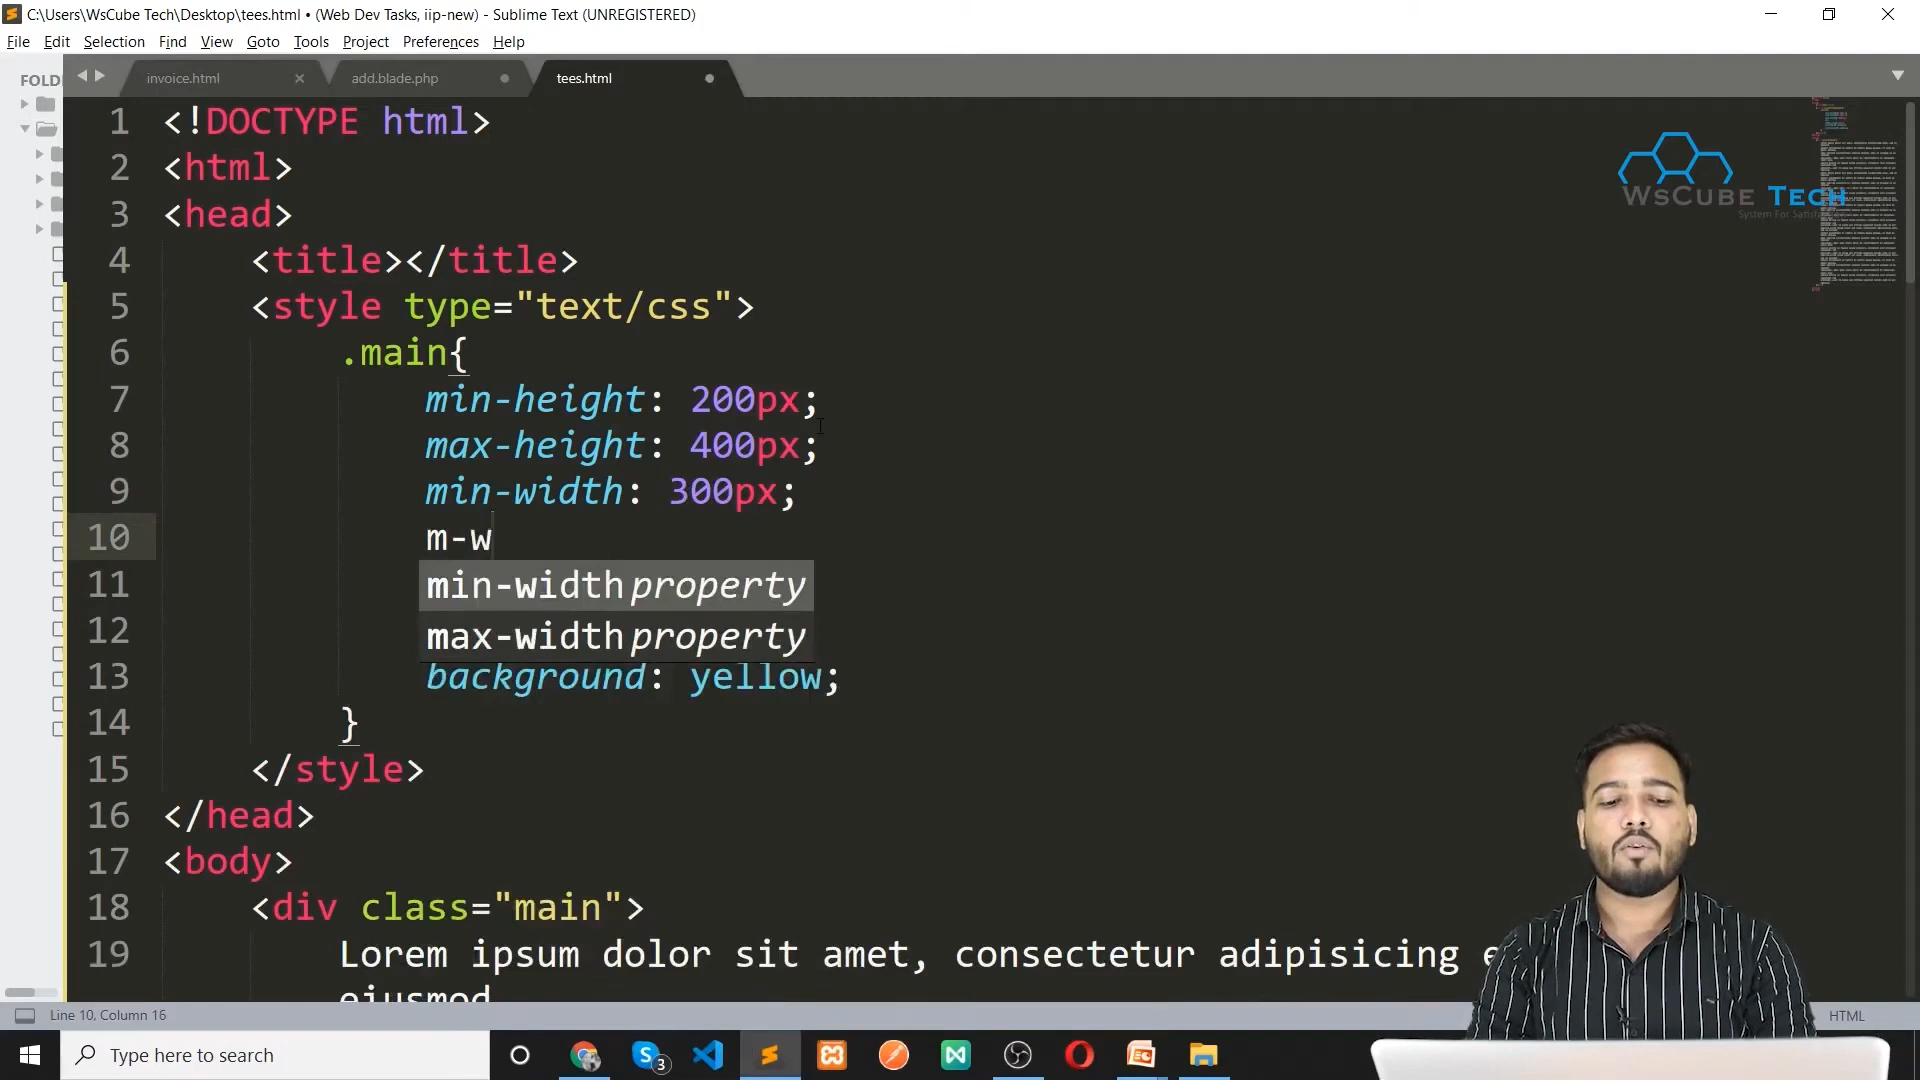 C:\Users\WsCube Tech\Desktop\tees.html • (Web Dev Tasks, iip-new) - Sublime Text (UNREGISTERED)
File Edit Selection Find View Goto Tools Project Preferences Help
FOLD
invoice.html
add.blade.php
tees.html
1 <!DOCTYPE html>
2 <html>
3 <head>
4 <title></title>
5 <style type="text/css">
6 .main{
7 min-height: 200px;
8 max-height: 400px;
9 min-width: 300px;
10 m-w
11 min-width property
12 max-width property
13 background: yellow;
14 }
15 </style>
16 </head>
17 <body>
18 <div class="main">
19 Lorem ipsum dolor sit amet, consectetur adipisicing e
eiusmod
WsCube Tech
System For
Line 10, Column 16
HTML
Type here to search
3